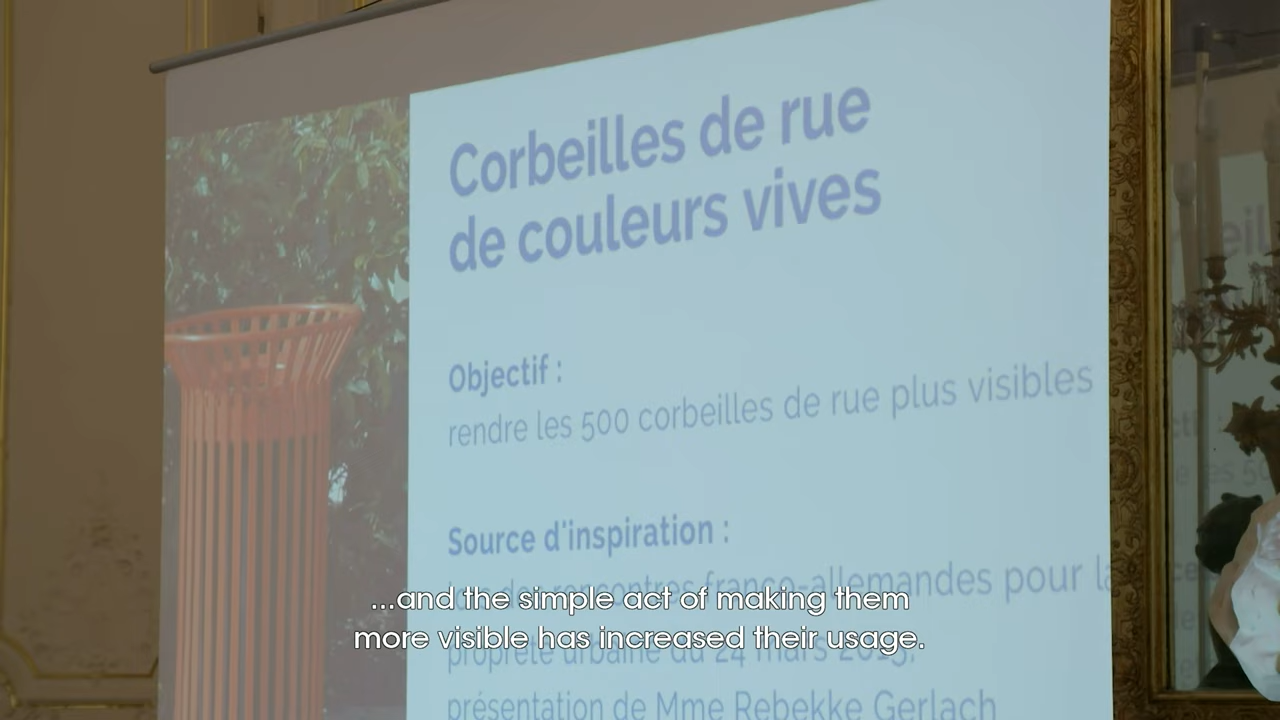 Corbeilles de rue
de couleurs vives
Objectif :
rendre les 500 corbeilles de rue plus visibles
Source d'inspiration :
des rencontres franco-allemandes pour la
...and the simple act of making them
more visible has increased their usage.
propreté urbaine du 24 mars 2015,
présentation de Mme Rebekke Gerlach